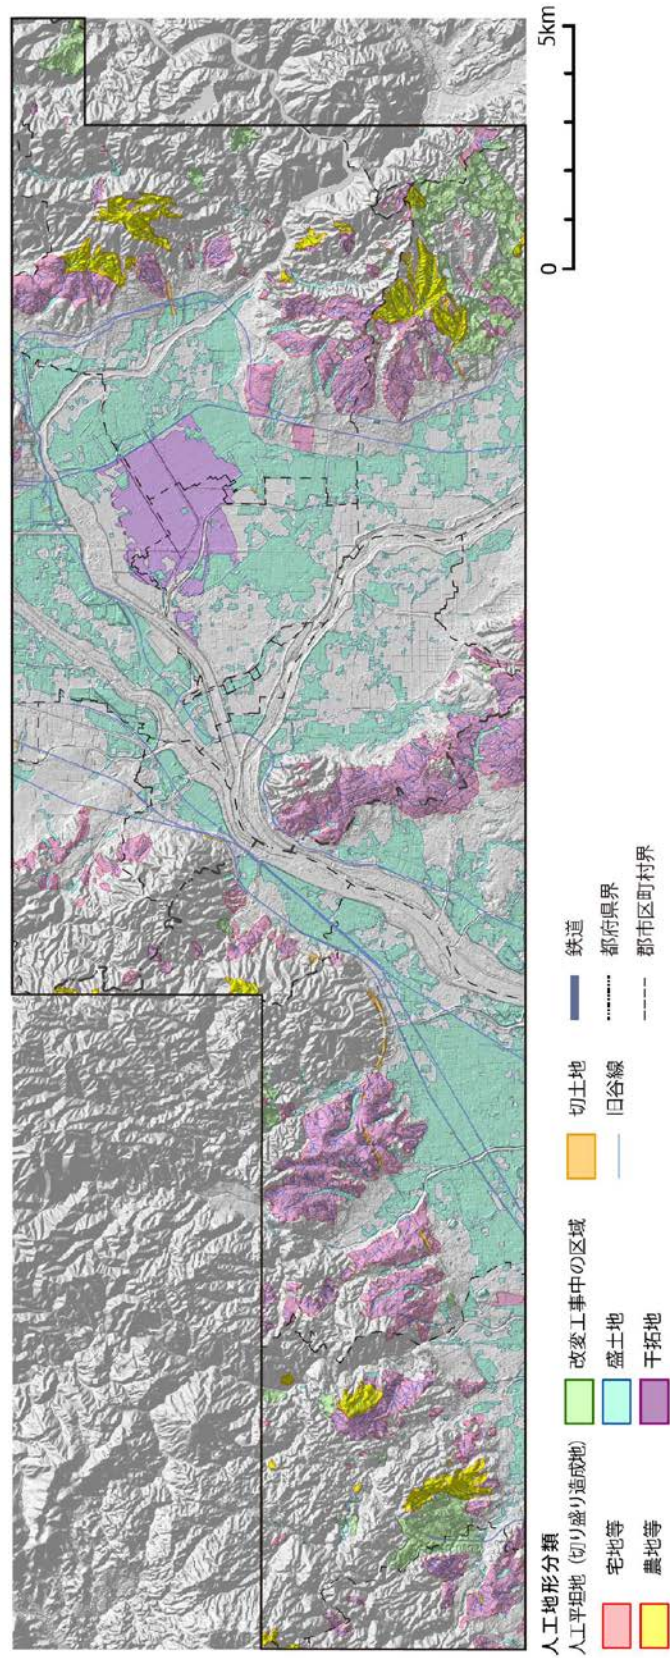 0 5km
人工地形分類
人工平坦地（切り盛り造成地）
宅地等
農地等
改変工事中の区域
盛土地
干拓地
切土地
旧谷線
鉄道
都府県界
郡市区町村界